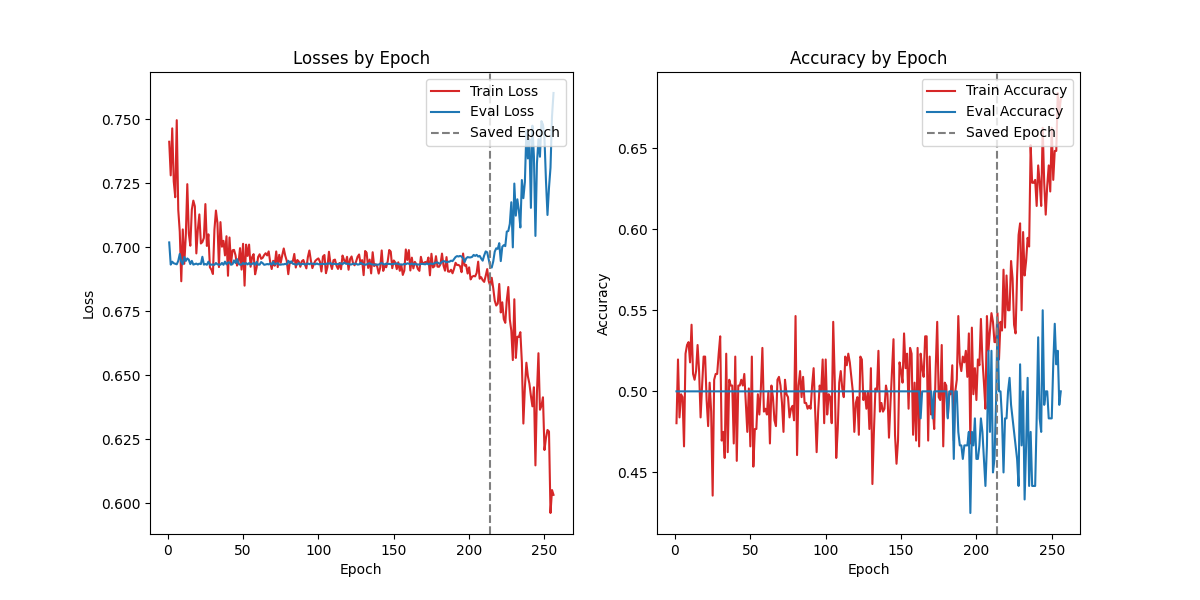 Losses by Epoch
Train Loss
Eval Loss
Saved Epoch
0.750
0.725
0.700
0.675
0.650
0.625
0.600
Loss
0
50
100
150
200
250
Epoch
Accuracy by Epoch
Train Accuracy
Eval Accuracy
Saved Epoch
0.65
0.60
0.55
0.50
0.45
Accuracy
0
50
100
150
200
250
Epoch